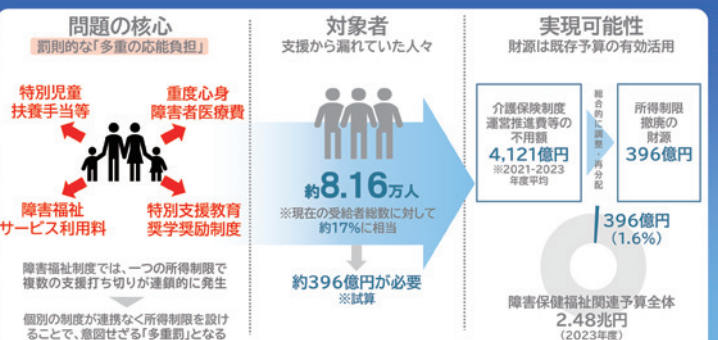 問題の核心
罰則的な「多重の応能負担」
特別児童
扶養手当等
重度心身
障害者医療費
障害福祉
サービス利用料
特別支援教育
奨学奨励制度
障害福祉制度では、一つの所得制限で
複数の支援打ち切りが連鎖的に発生
個別の制度が連携なく所得制限を設け
ることで、意図せざる「多重罰」となる
対象者
支援から漏れていた人々
約8.16万人
※現在の受給者総数に対して
約17%に相当
約396億円が必要
※試算
実現可能性
財源は既存予算の有効活用
介護保険制度
運営推進費等の
不用額
4,121億円
※2021-2023
年度平均
総合的に調整・再分配
所得制限
撤廃の
財源
396億円
396億円
(1.6%)
障害保健福祉関連予算全体
2.48兆円
(2023年度)